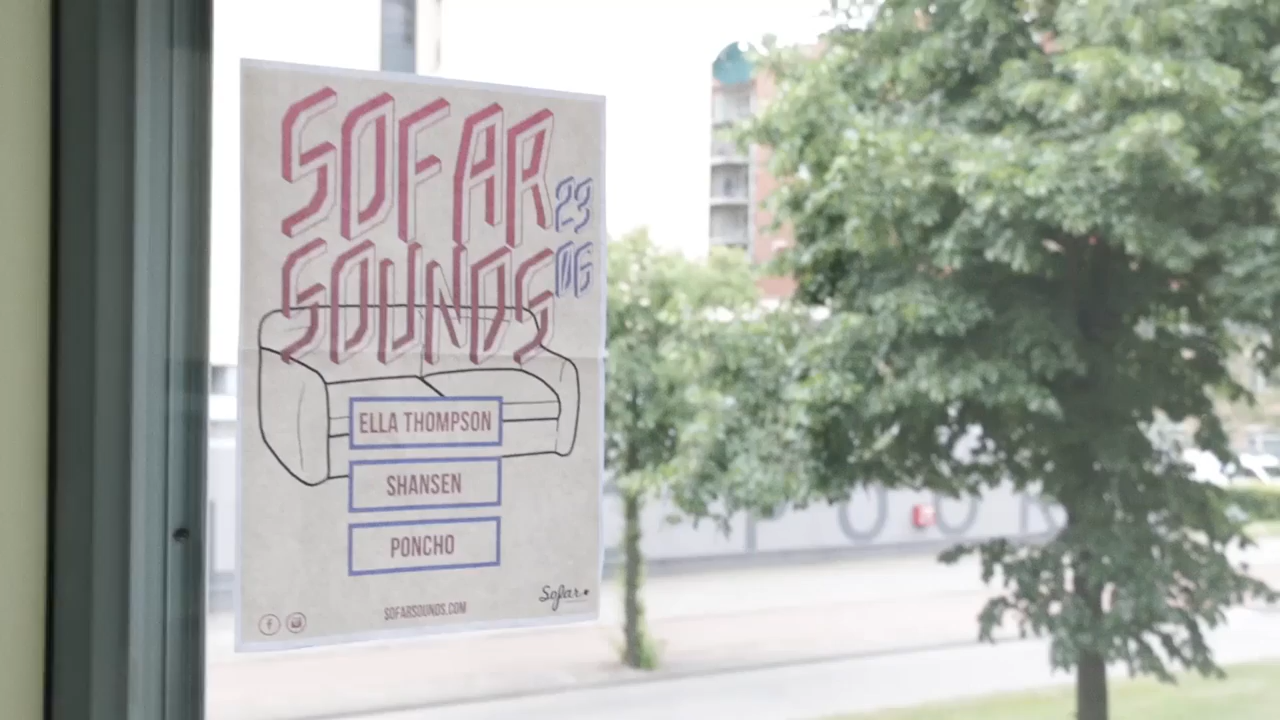 SOFAR
SOUNDS
23
06
ELLA THOMPSON
SHANSEN
PONCHO
SOFARSOUNDS.COM
Sofar